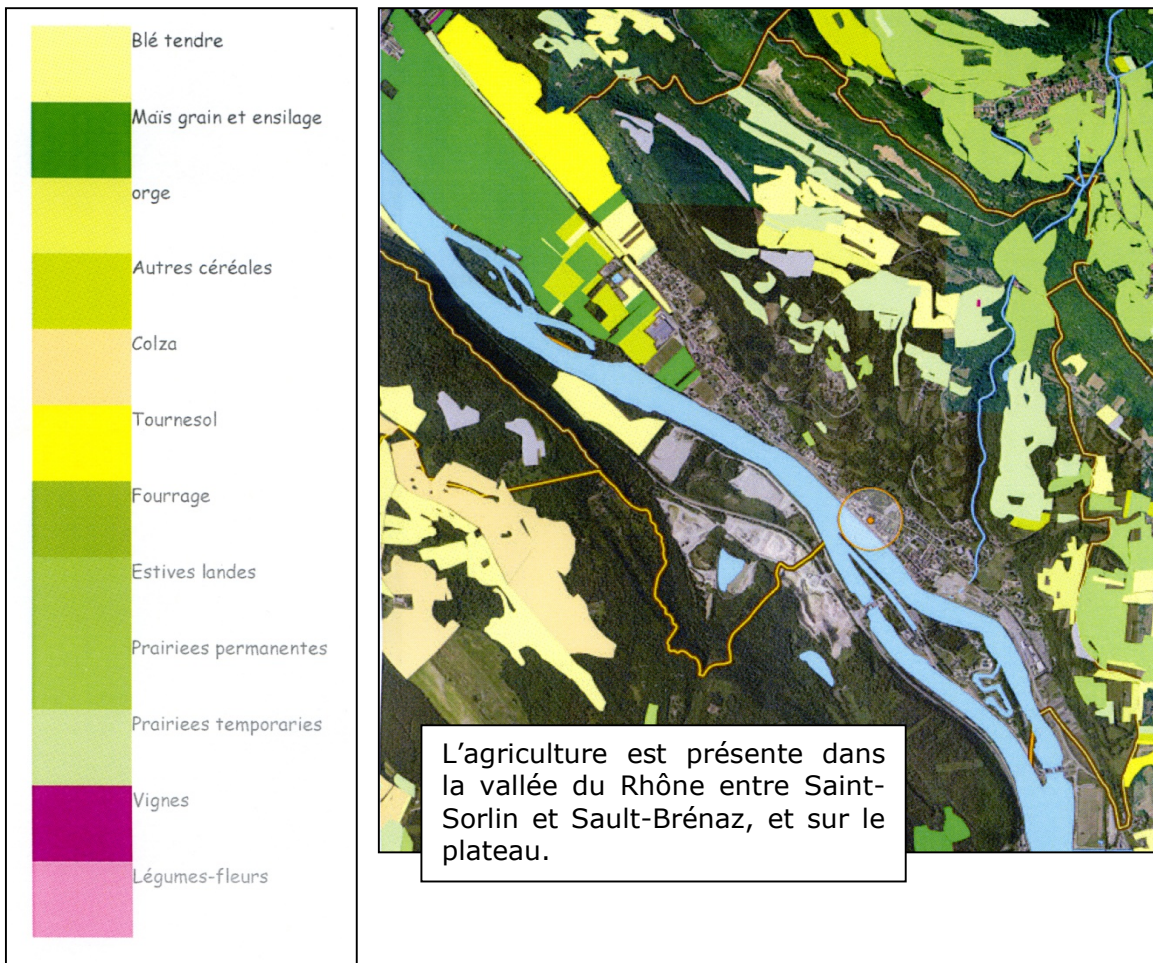 Blé tendre
Maïs grain et ensilage
orge
Autres céréales
Colza
Tournesol
Fourrage
Estives landes
Prairiees permanentes
Prairiees temporaries
Vignes
Légumes-fleurs
L’agriculture est présente dans
la vallée du Rhône entre Saint-
Sorlin et Sault-Brénaz, et sur le
plateau.